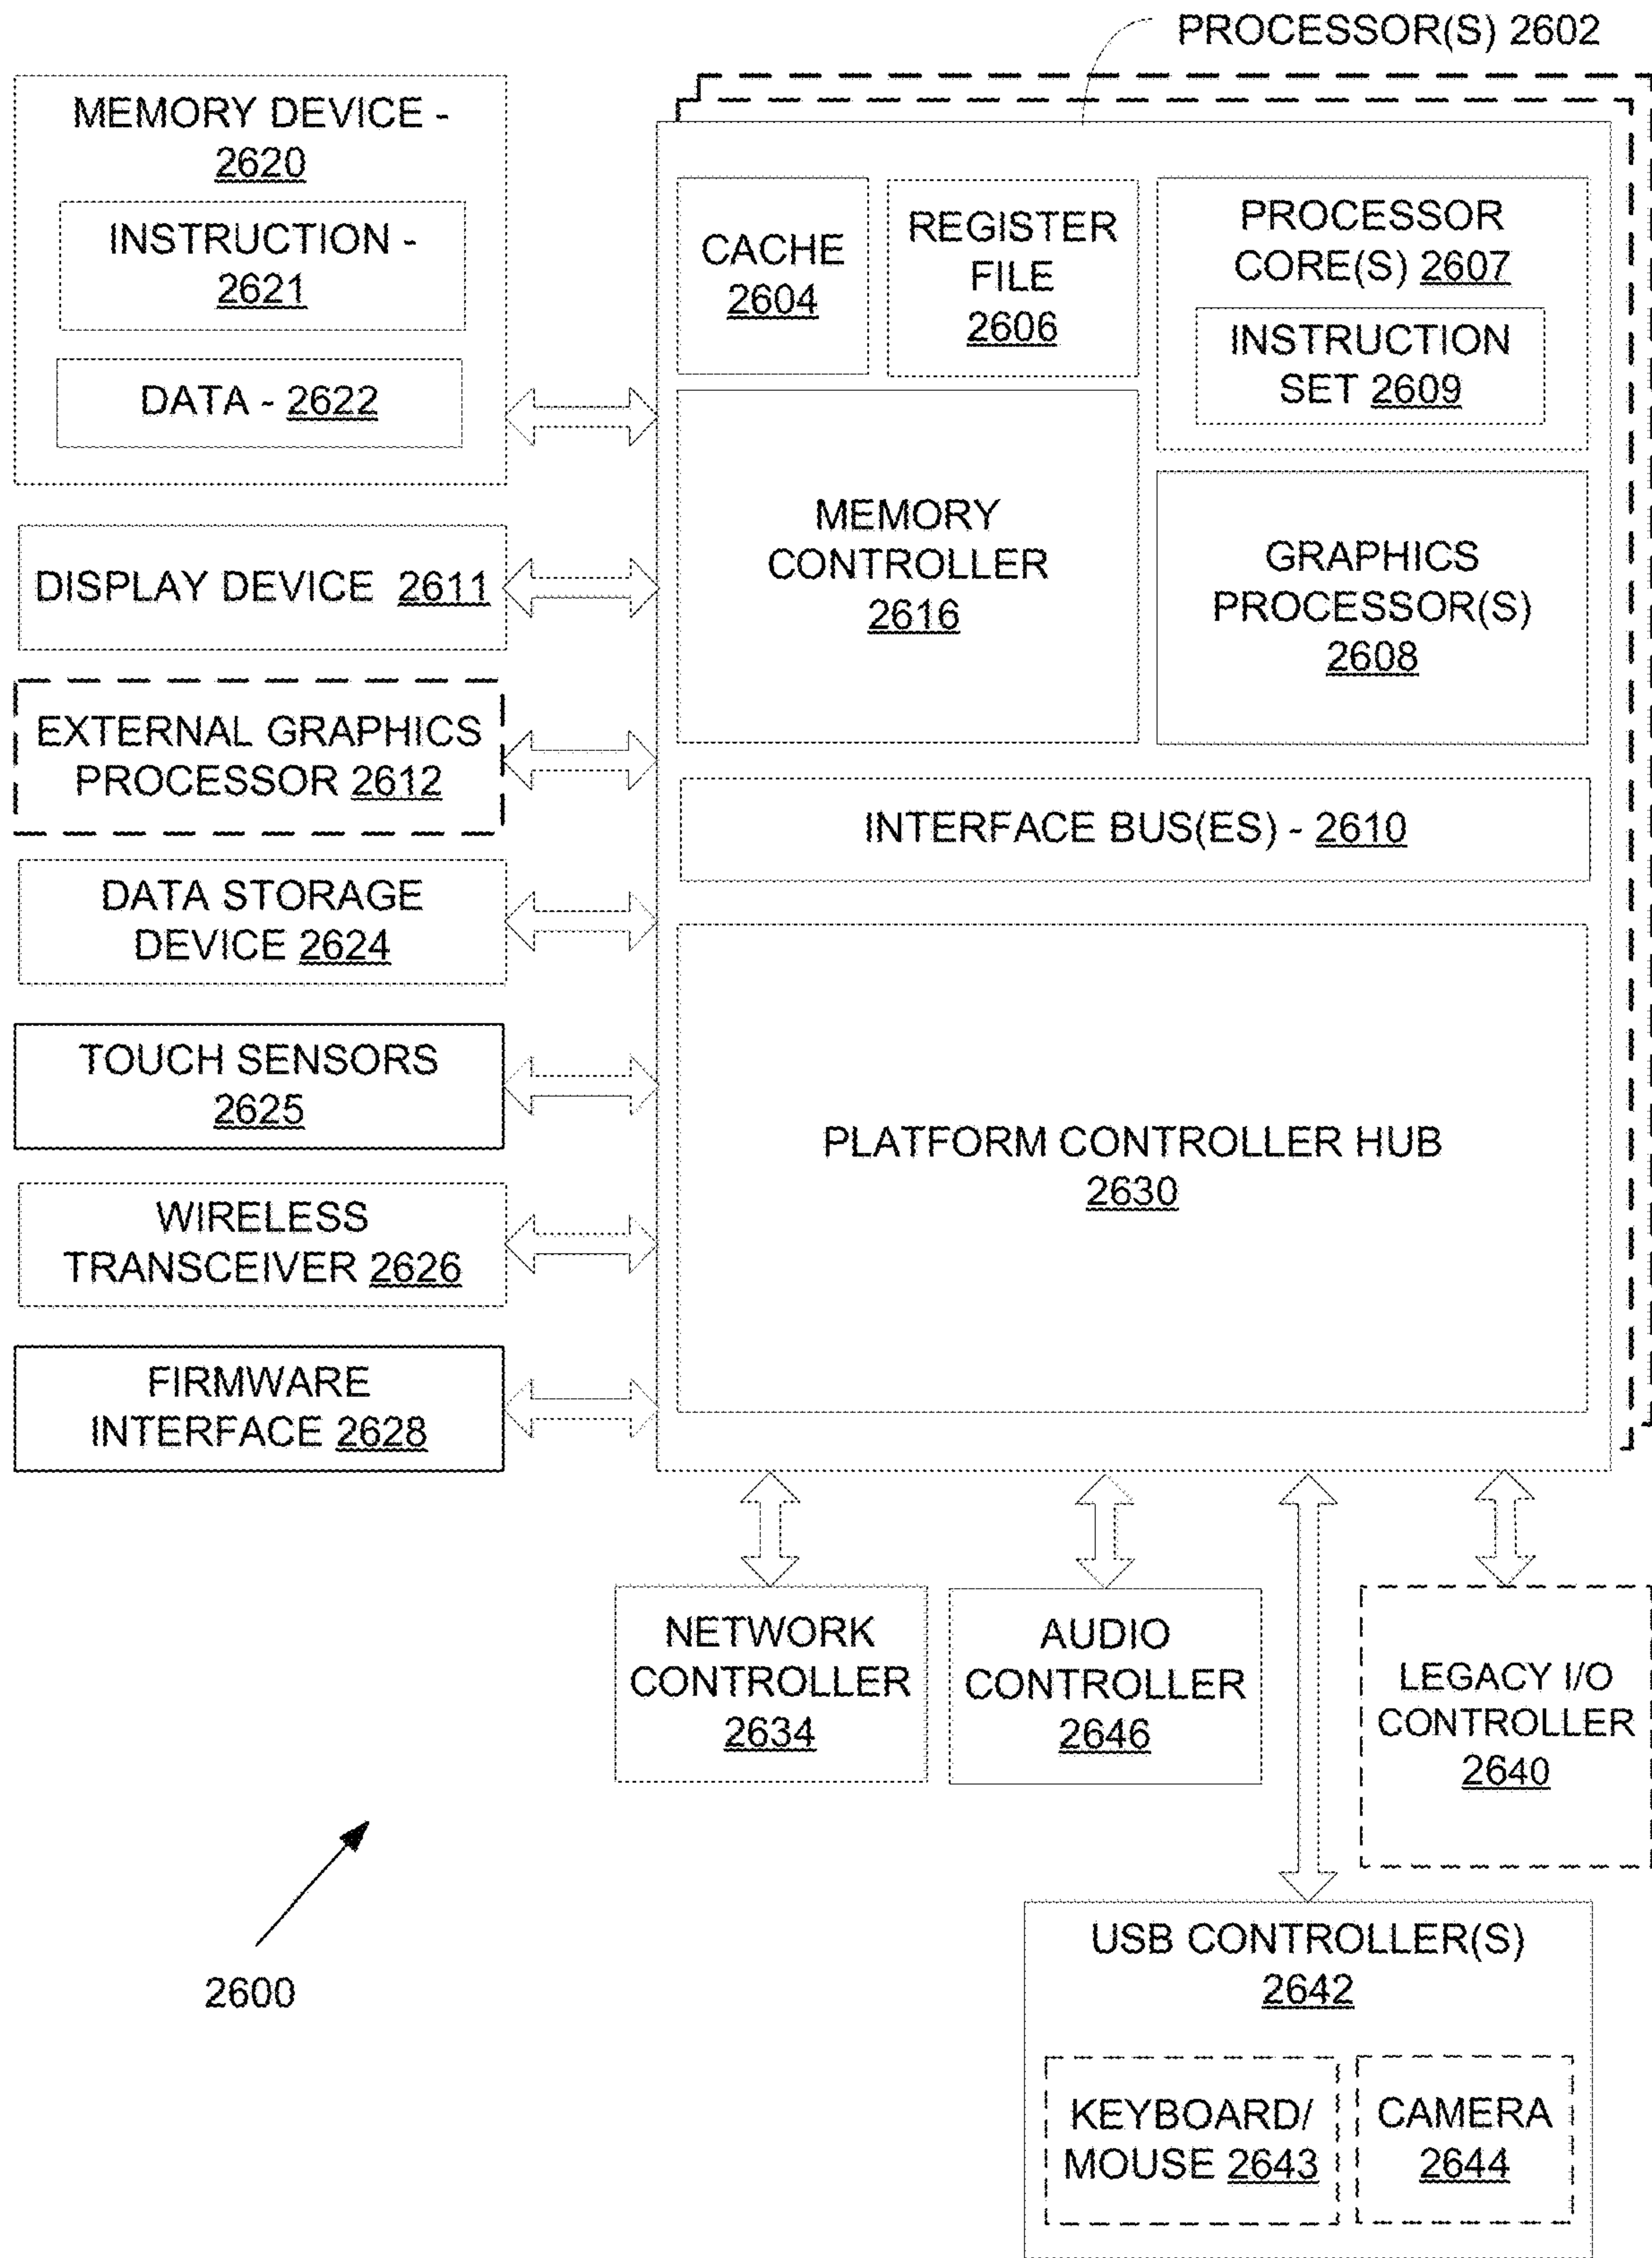 PROCESSOR(S) 2602
MEMORY DEVICE -
2620
INSTRUCTION -
2621
DATA - 2622
DISPLAY DEVICE 2611
EXTERNAL GRAPHICS
PROCESSOR 2612
DATA STORAGE
DEVICE 2624
TOUCH SENSORS
2625
WIRELESS
TRANSCEIVER 2626
FIRMWARE
INTERFACE 2628
CACHE
2604
REGISTER
FILE
2606
PROCESSOR
CORE(S) 2607
INSTRUCTION
SET 2609
MEMORY
CONTROLLER
2616
GRAPHICS
PROCESSOR(S)
2608
INTERFACE BUS(ES) - 2610
PLATFORM CONTROLLER HUB
2630
NETWORK
CONTROLLER
2634
AUDIO
CONTROLLER
2646
LEGACY I/O
CONTROLLER
2640
USB CONTROLLER(S)
2642
KEYBOARD/
MOUSE 2643
CAMERA
2644
2600